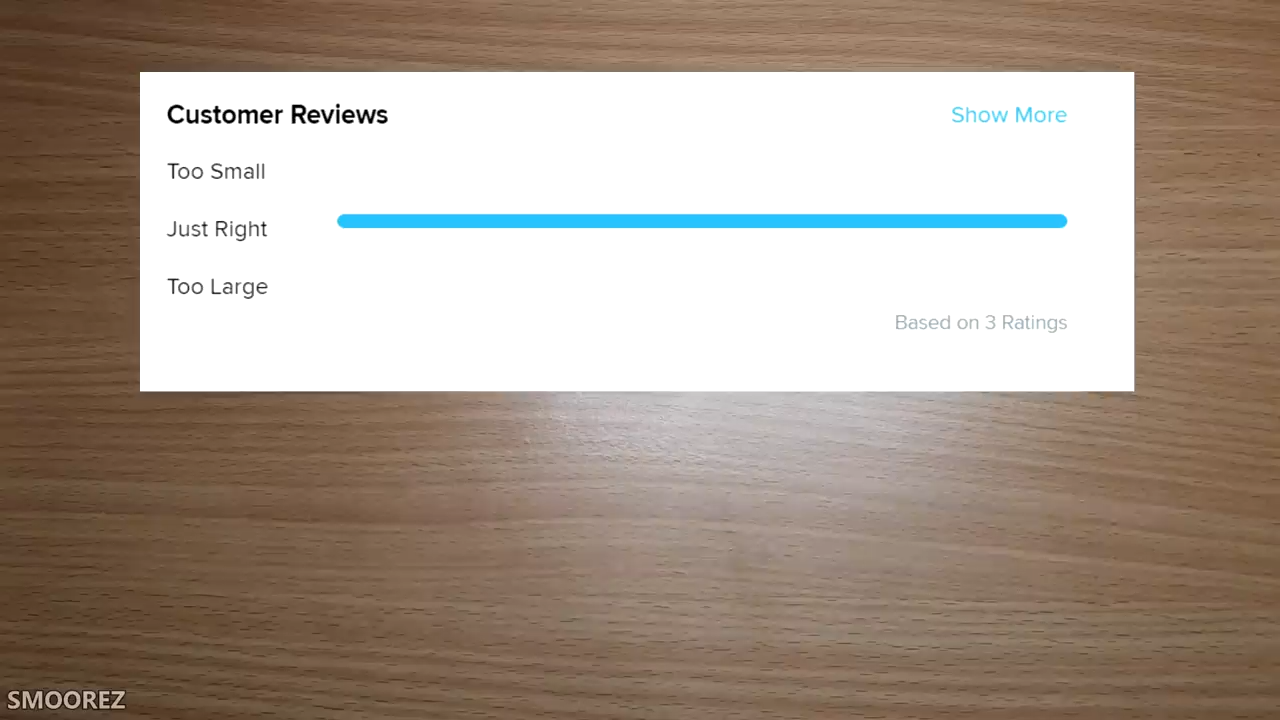 Customer Reviews
Show More
Too Small
Just Right
Too Large
Based on 3 Ratings
SMOOREZ